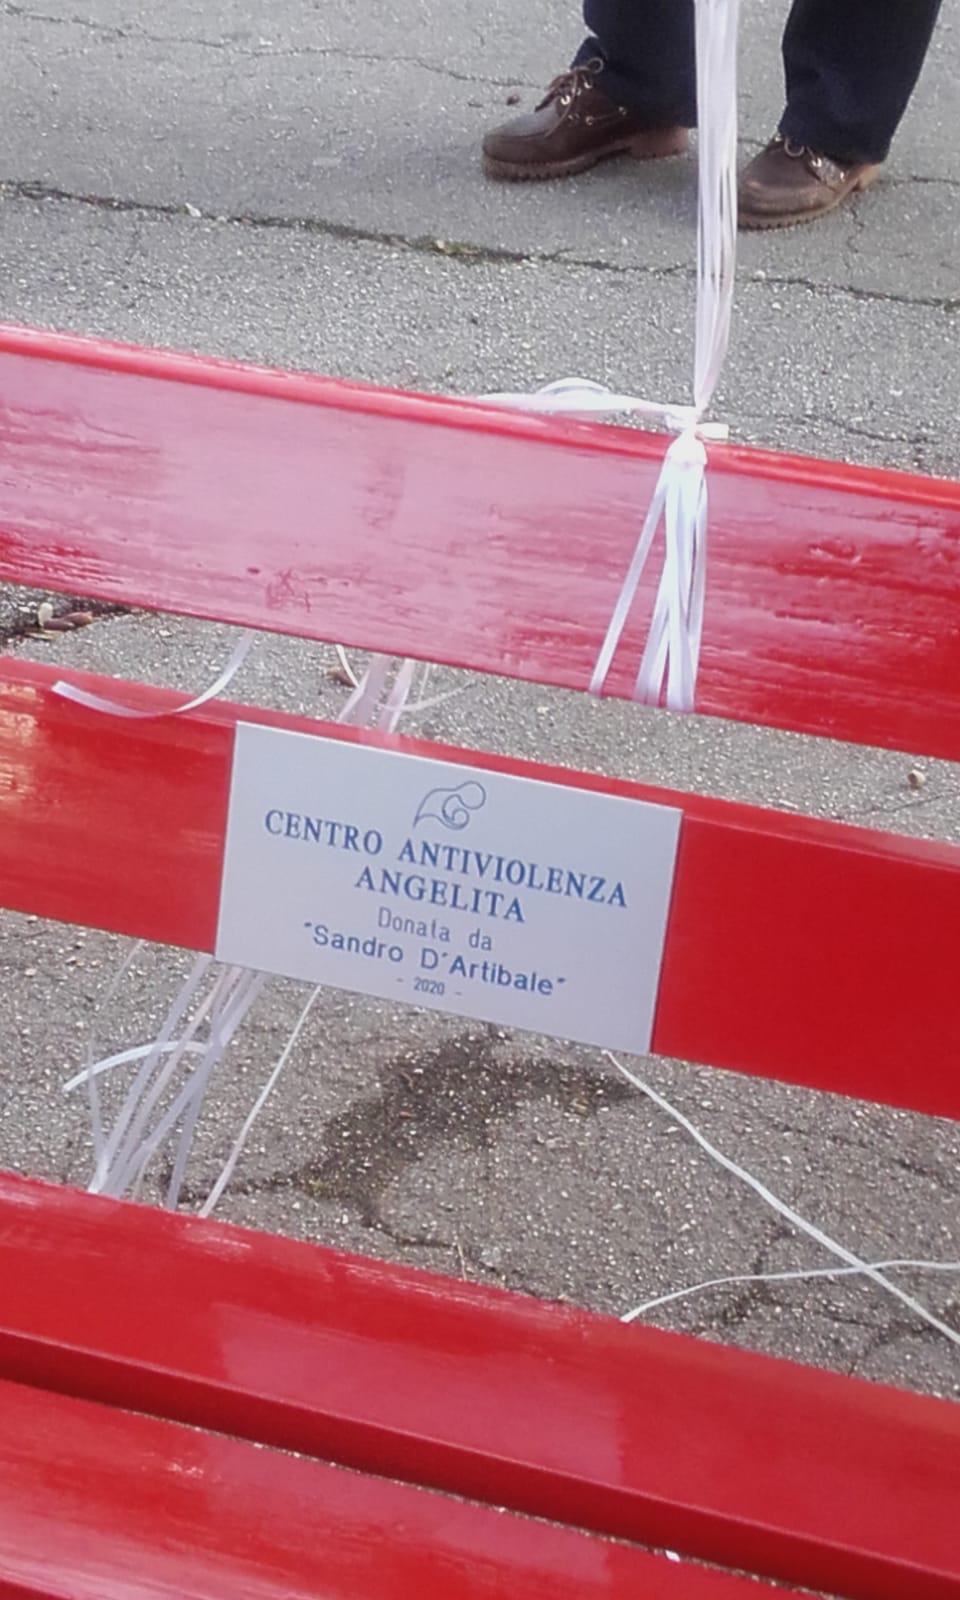 CENTRO ANTIVIOLENZA
ANGELITA
Donata da
"Sandro D'Artibale"
- 2020 -